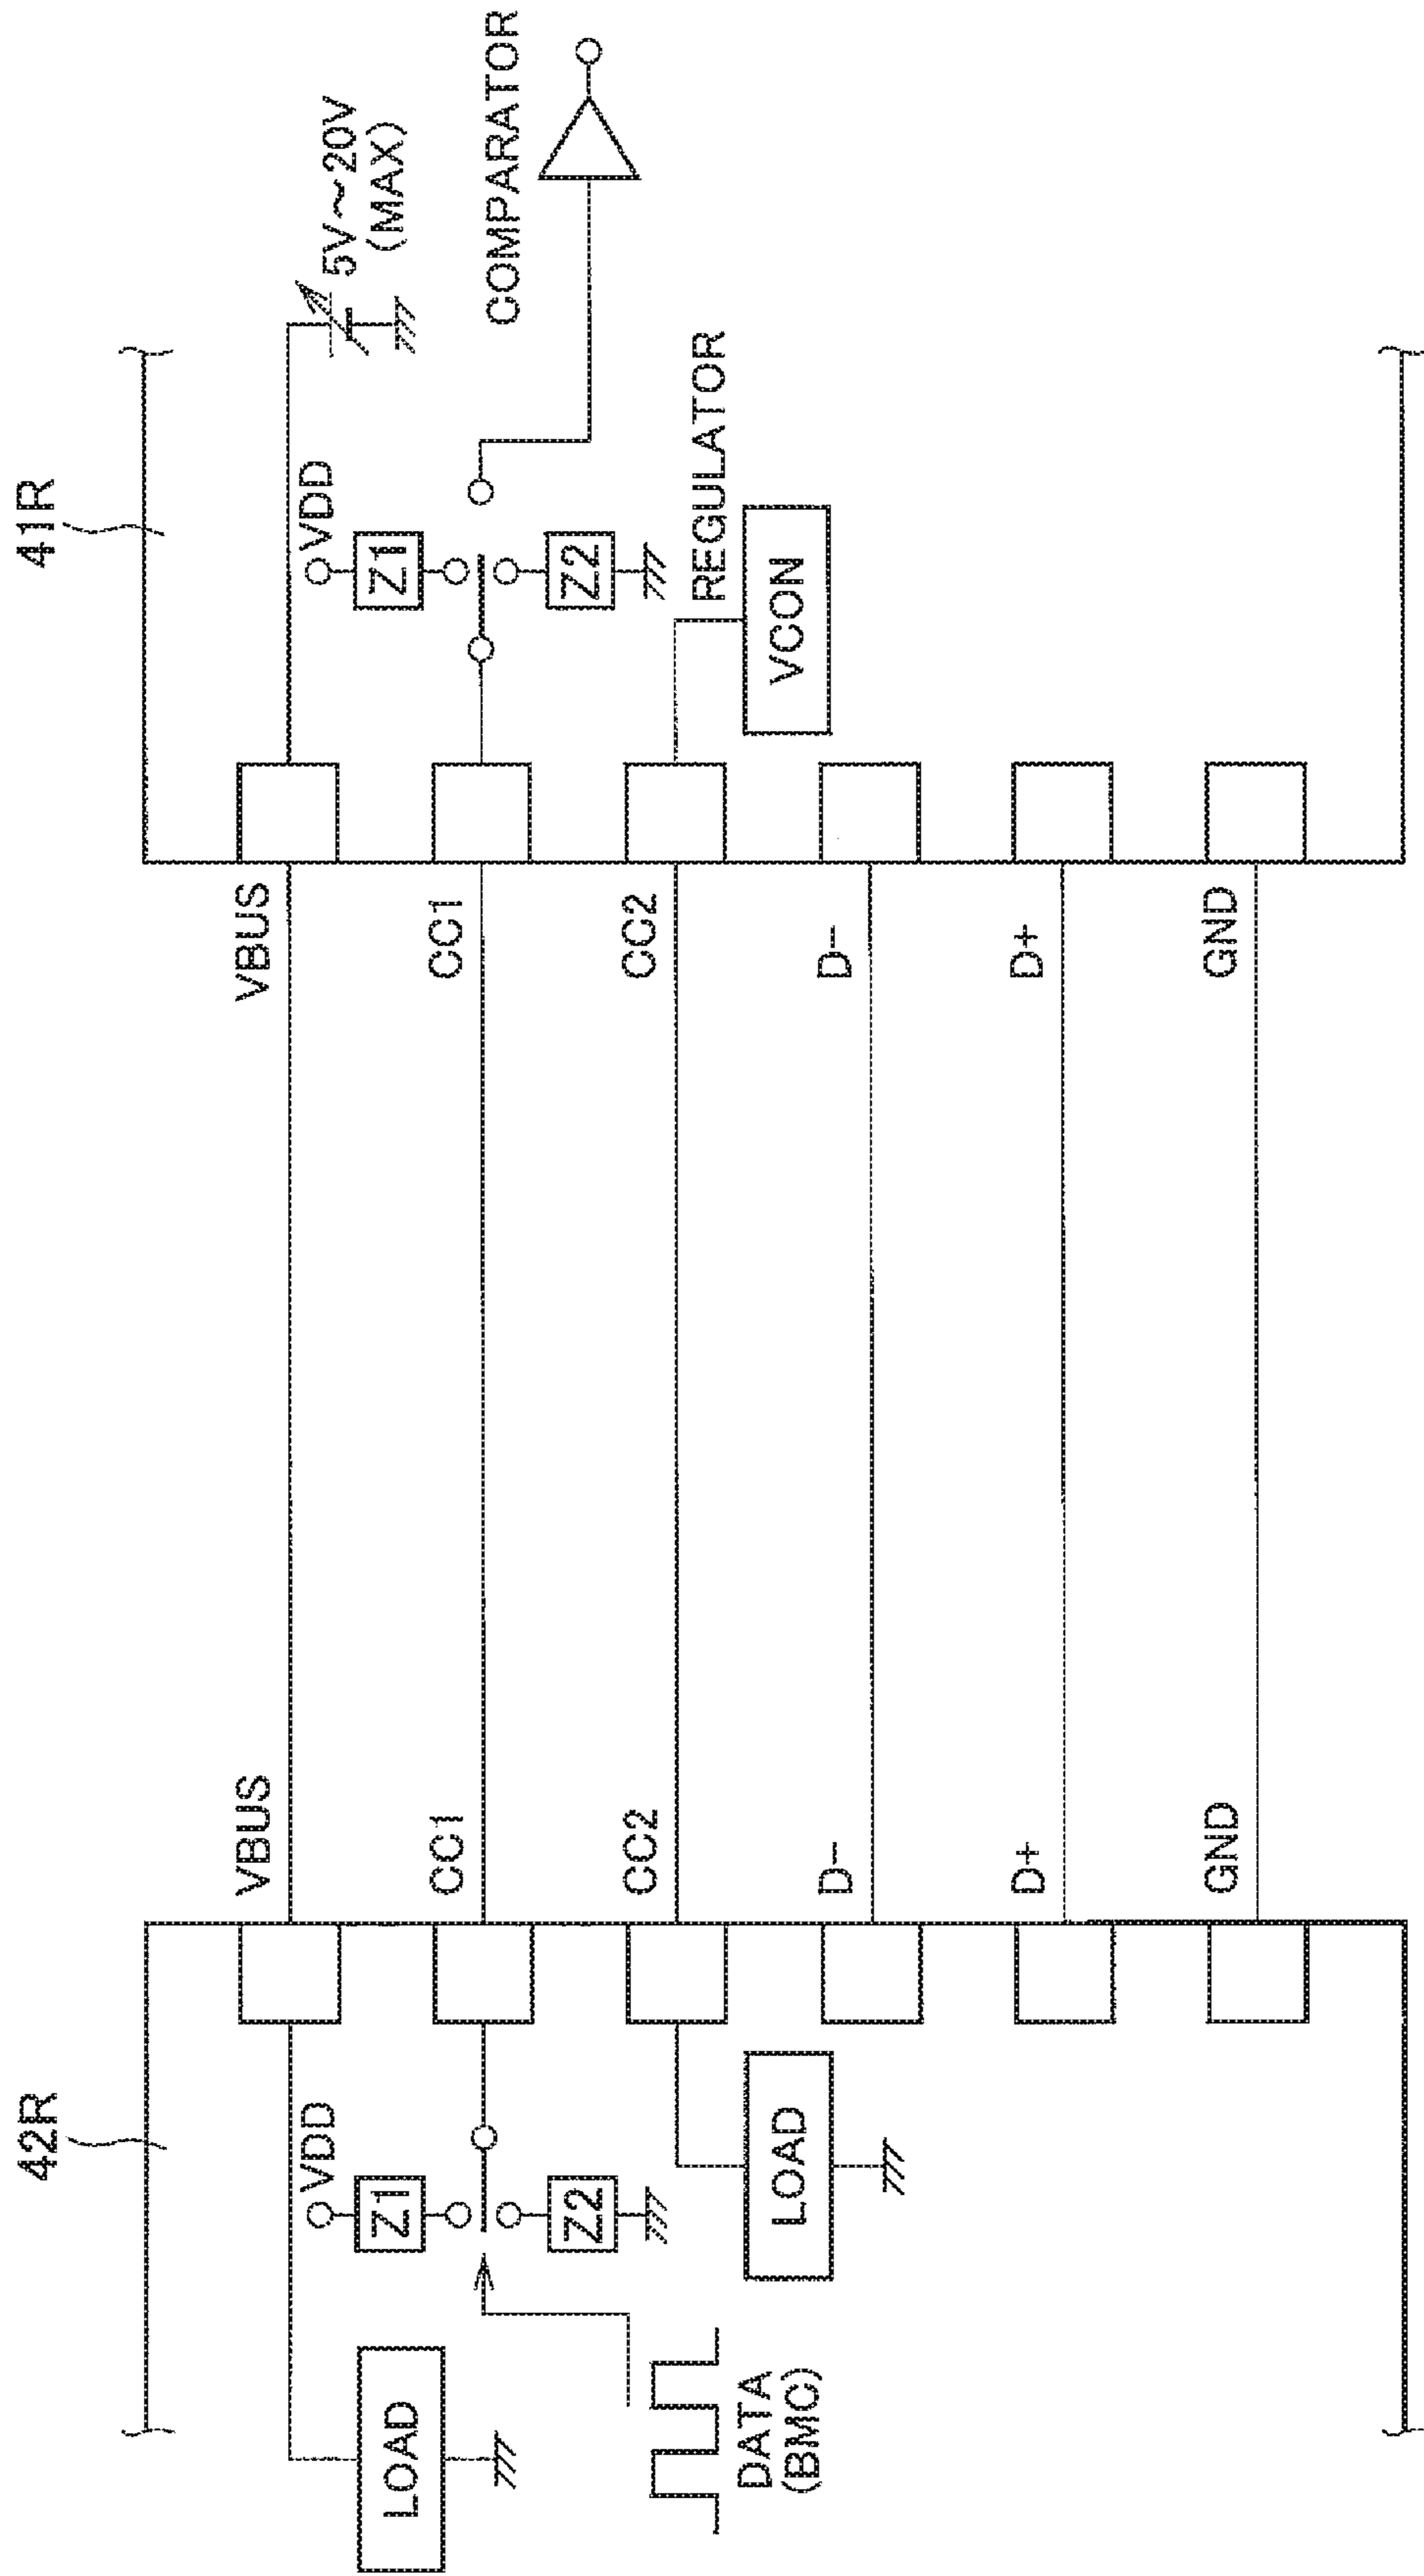 42R
41R
VDD
VBUS
VBUS
VDD
5V～20V
(MAX)
Z1
Z1
LOAD
CC1
CC1
COMPARATOR
Z2
Z2
CC2
CC2
REGULATOR
DATA
(BMC)
LOAD
VCON
D-
D-
D+
D+
GND
GND